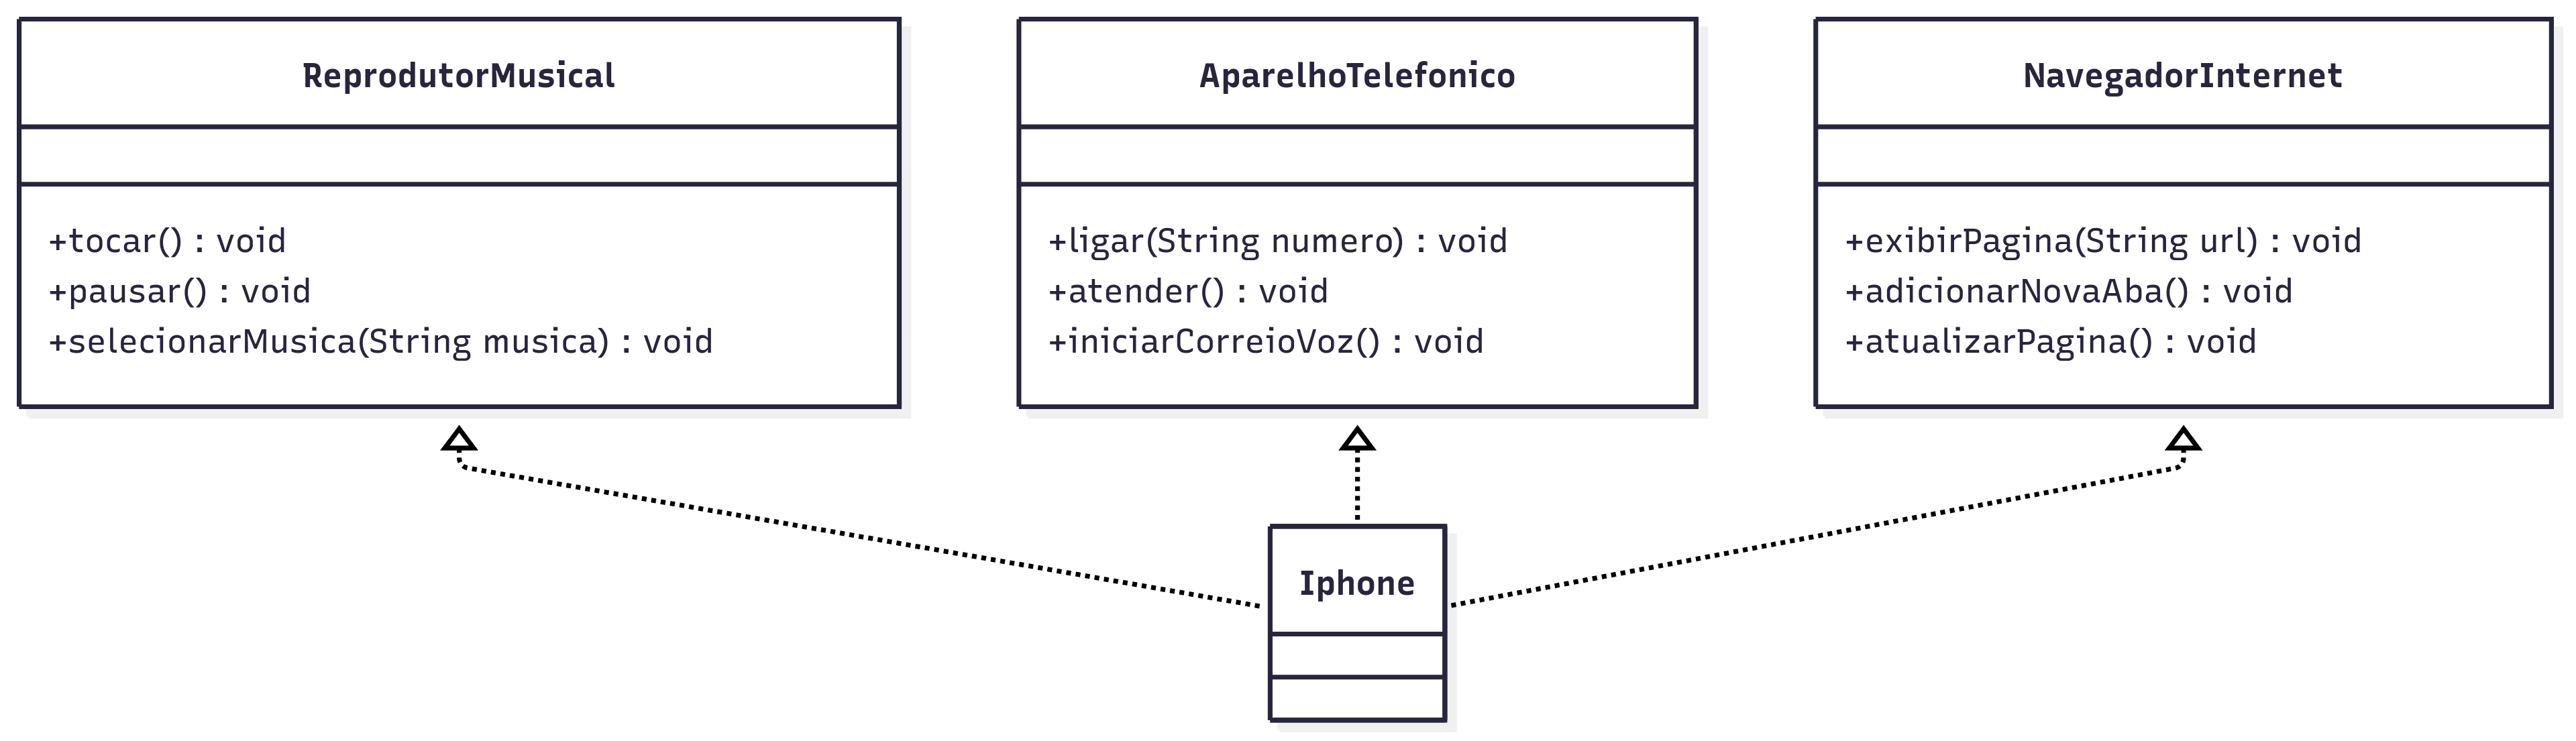 ReprodutorMusical
+tocar() : void
+pausar() : void
+selecionarMusica(String musica) : void
AparelhoTelefonico
+ligar(String numero) : void
+atender() : void
+iniciarCorreioVoz() : void
NavegadorInternet
+exibirPagina(String url) : void
+adicionarNovaAba() : void
+atualizarPagina() : void
Iphone